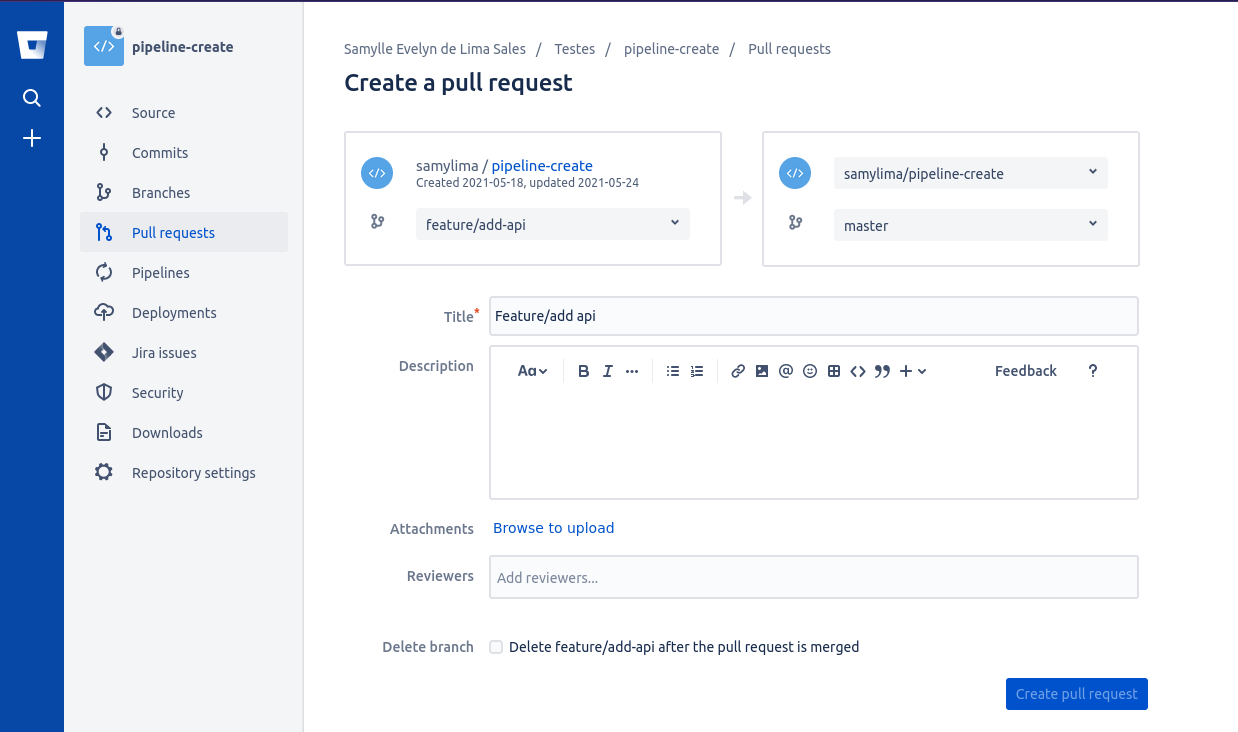 pipeline-create
Source
Commits
Branches
Pull requests
Pipelines
Deployments
Jira issues
Security
Downloads
Repository settings
Samylle Evelyn de Lima Sales / Testes / pipeline-create / Pull requests
Create a pull request
samylima / pipeline-create
Created 2021-05-18, updated 2021-05-24
feature/add-api
samylima/pipeline-create
master
Title*
Feature/add api
Description
Aa B I ... Feedback ?
Attachments
Browse to upload
Reviewers
Add reviewers...
Delete branch
Delete feature/add-api after the pull request is merged
Create pull request